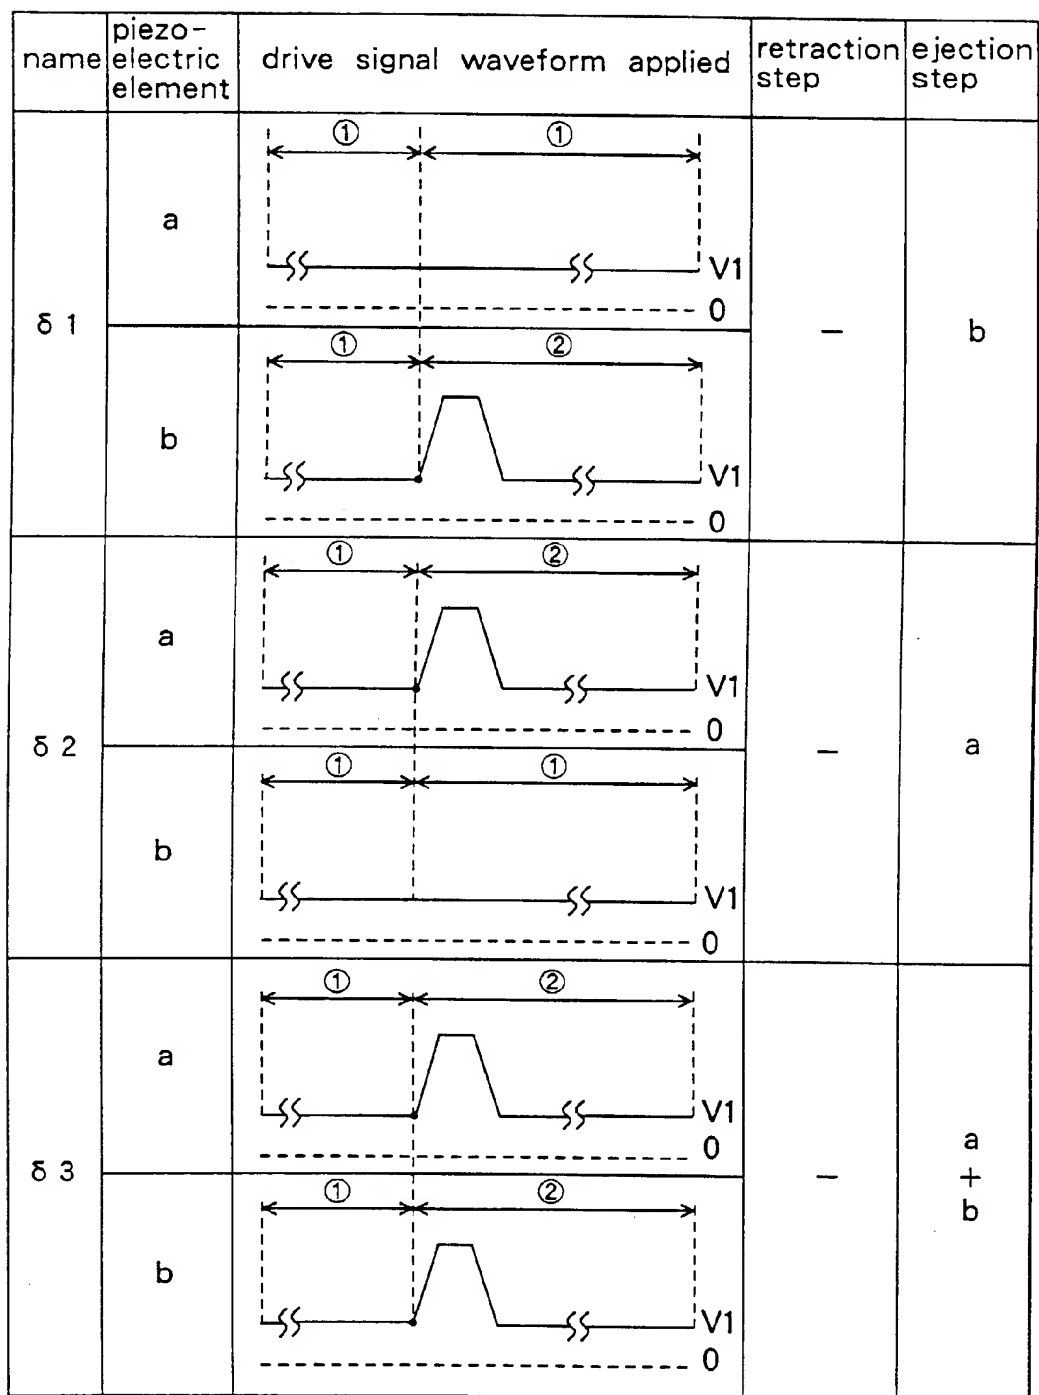 name
piezo-
electric
element
drive signal waveform applied
retraction
step
ejection
step
δ 1
a
① ①
V1
0
b
① ②
V1
0
–
b
δ 2
a
① ②
V1
0
b
① ①
V1
0
–
a
δ 3
a
① ②
V1
0
b
① ②
V1
0
–
a
+
b